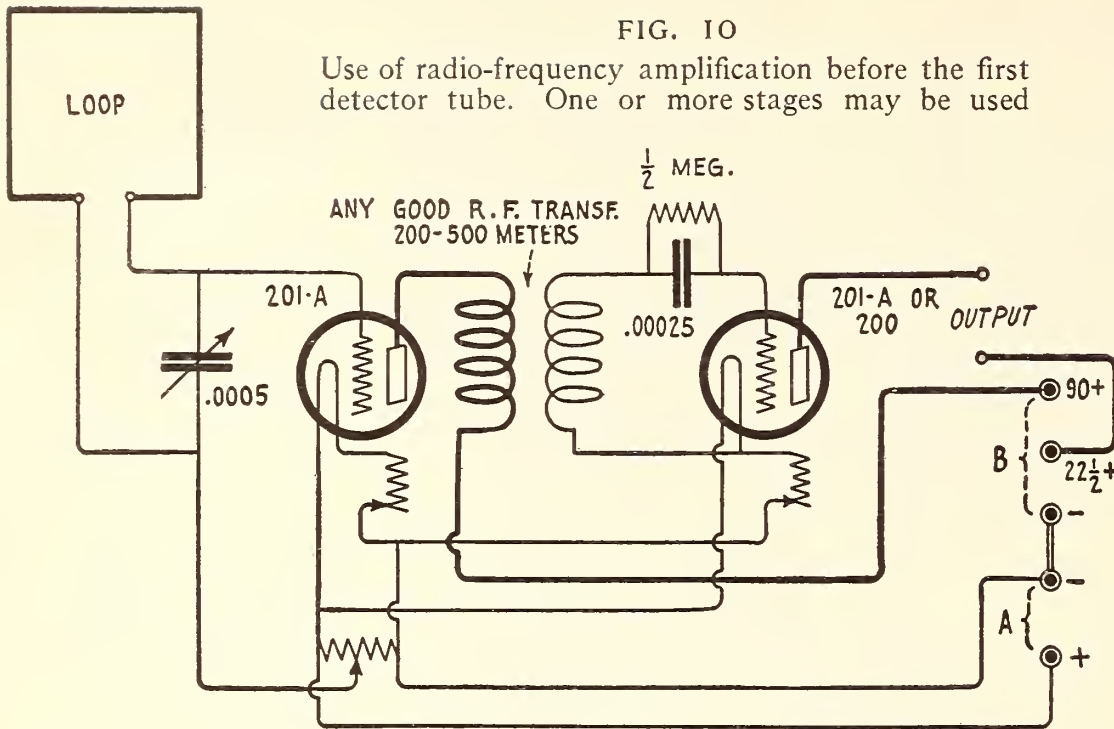 FIG. 10
Use of radio-frequency amplification before the first
detector tube. One or more stages may be used
LOOP
½ MEG.
ANY GOOD R.F. TRANSF.
200-500 METERS
201-A
.0005
.00025
201-A OR
200
OUTPUT
90+
B
22½+
-
-
A
+